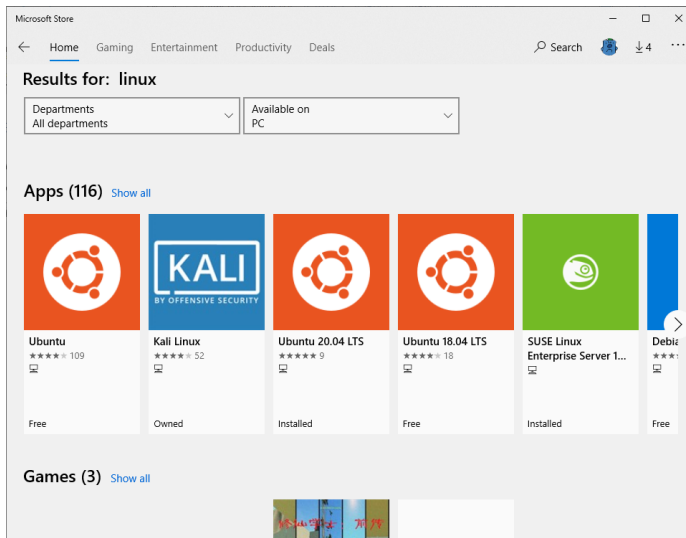 Microsoft Store
Home Gaming Entertainment Productivity Deals Search 4
Results for: linux
Departments
All departments
Available on
PC
Apps (116) Show all
KALI
BY OFFENSIVE SECURITY
Ubuntu
109
Free
Kali Linux
52
Owned
Ubuntu 20.04 LTS
9
Installed
Ubuntu 18.04 LTS
18
Free
SUSE Linux
Enterprise Server 1...
Installed
Debia
Free
Games (3) Show all